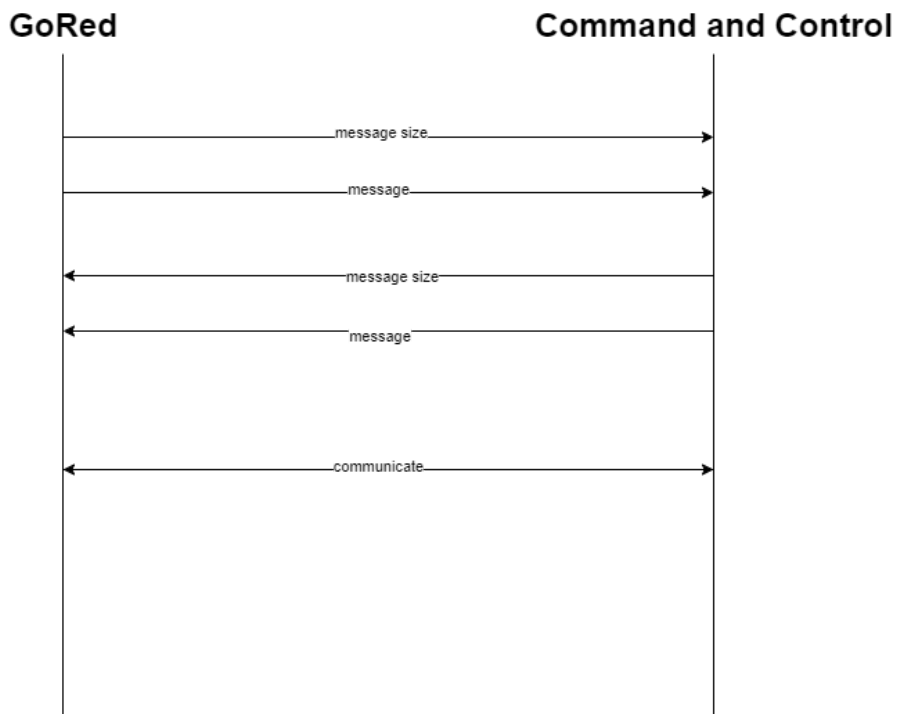 GoRed
Command and Control
message size
message
message size
message
communicate